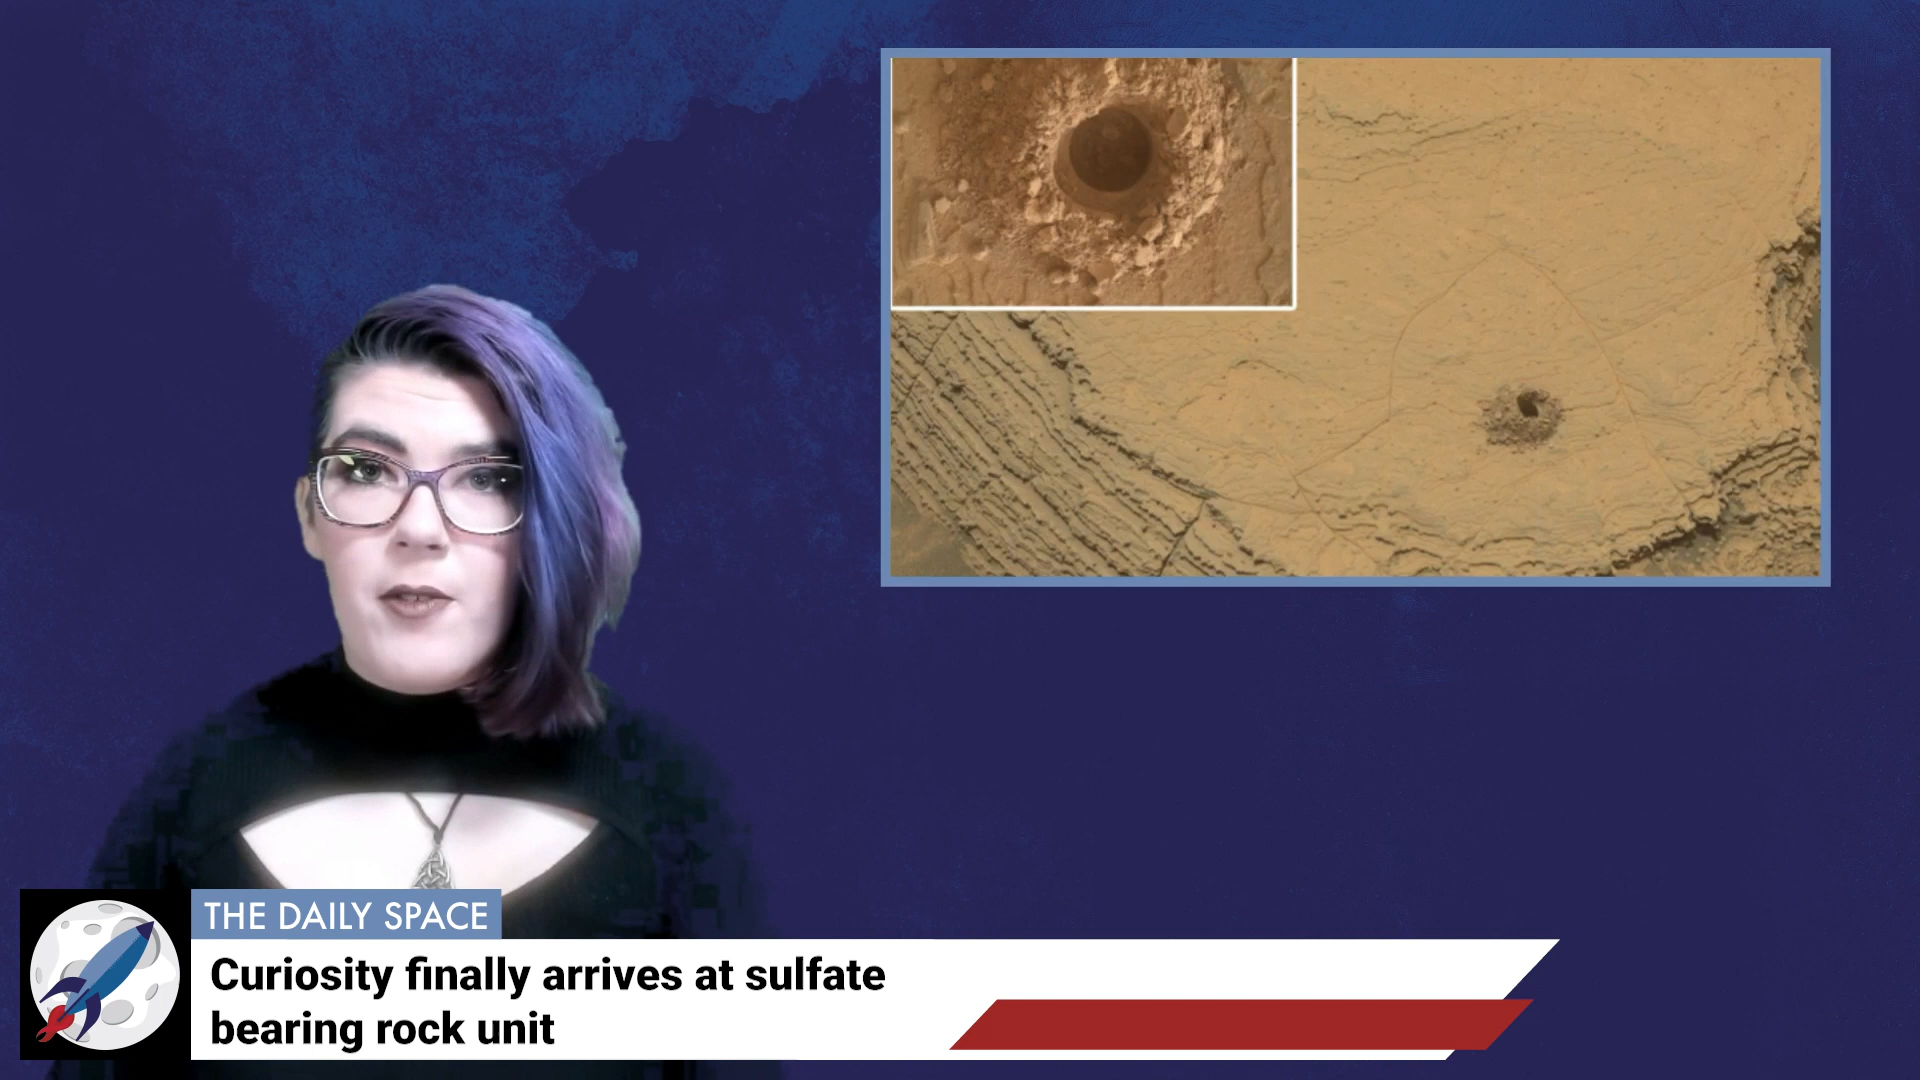 THE DAILY SPACE
Curiosity finally arrives at sulfate
bearing rock unit